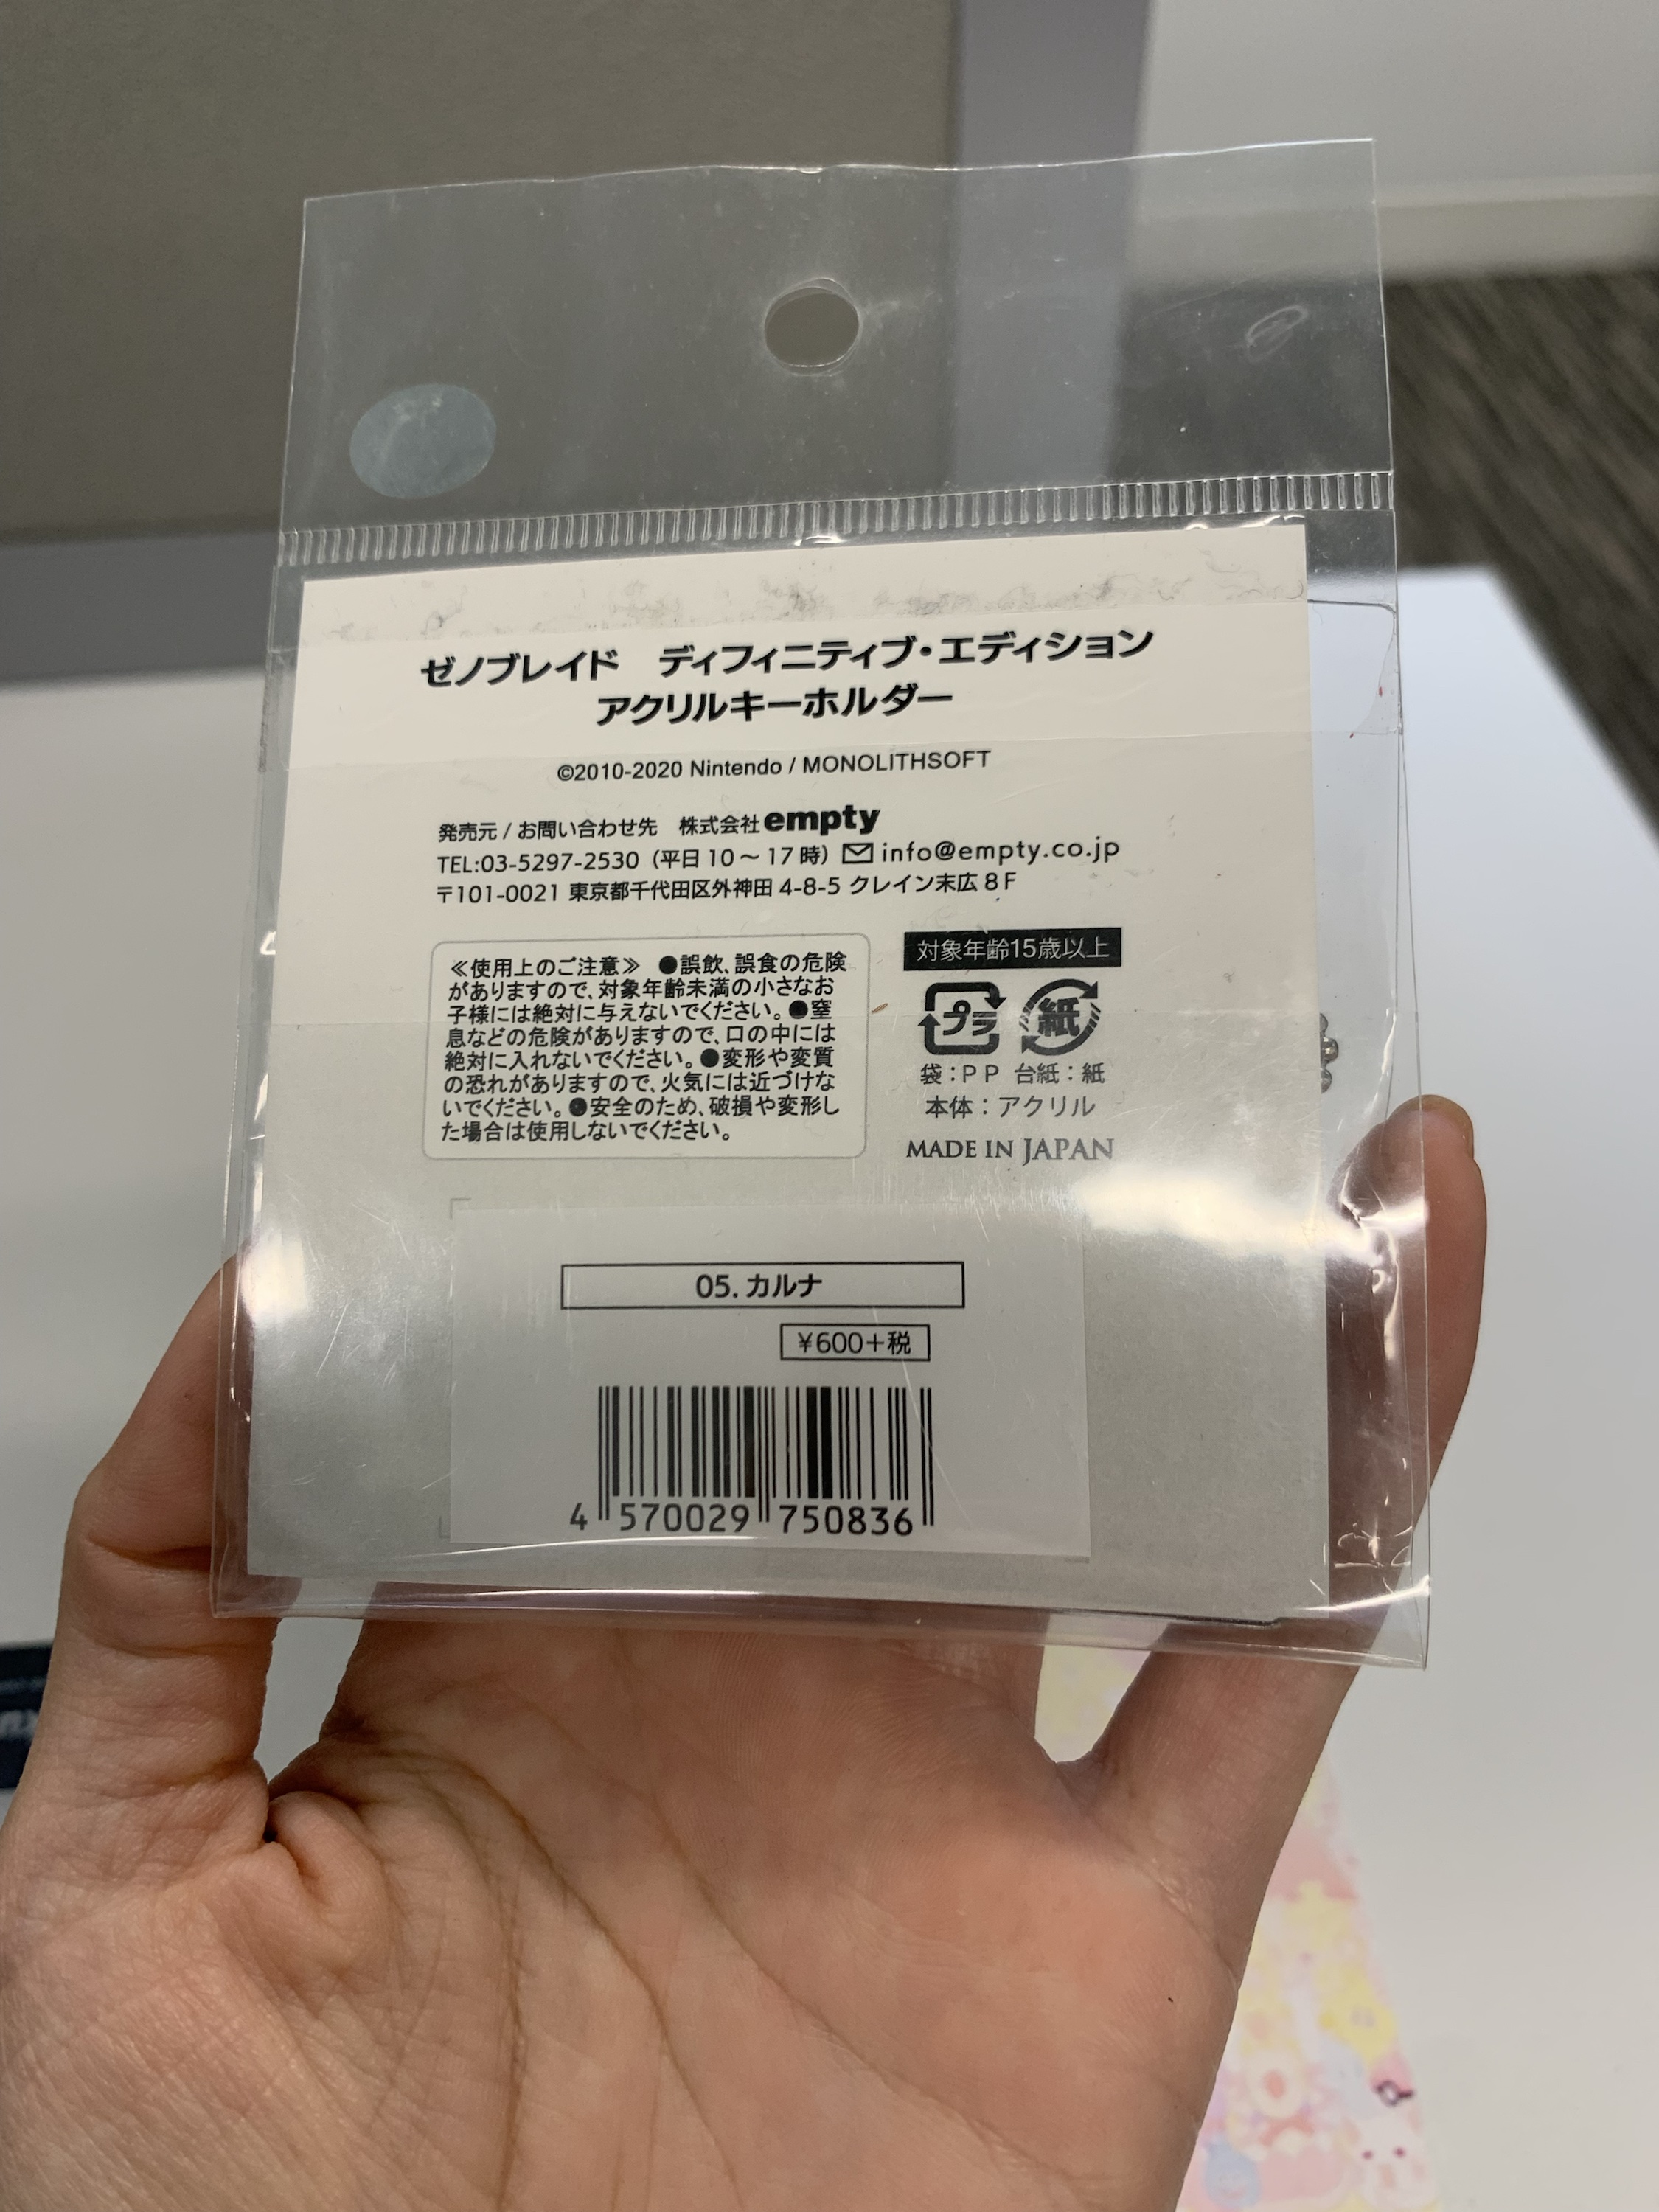 ゼノブレイド ディフィニティブ・エディション
アクリルキーホルダー
©2010-2020 Nintendo / MONOLITHSOFT
発売元 / お問い合わせ先 株式会社empty
TEL:03-5297-2530（平日10～17時）info@empty.co.jp
〒101-0021 東京都千代田区外神田 4-8-5 クレイン末広 8F
≪使用上のご注意≫ ●誤飲、誤食の危険
がありますので、対象年齢未満の小さなお
子様には絶対に与えないでください。●窒
息などの危険がありますので、口の中には
絶対に入れないでください。●変形や変質
の恐れがありますので、火気には近づけな
いでください。●安全のため、破損や変形し
た場合は使用しないでください。
対象年齢15歳以上
プラ 紙
袋：PP 台紙：紙
本体：アクリル
MADE IN JAPAN
05. カルナ
¥600+税
4 570029 750836